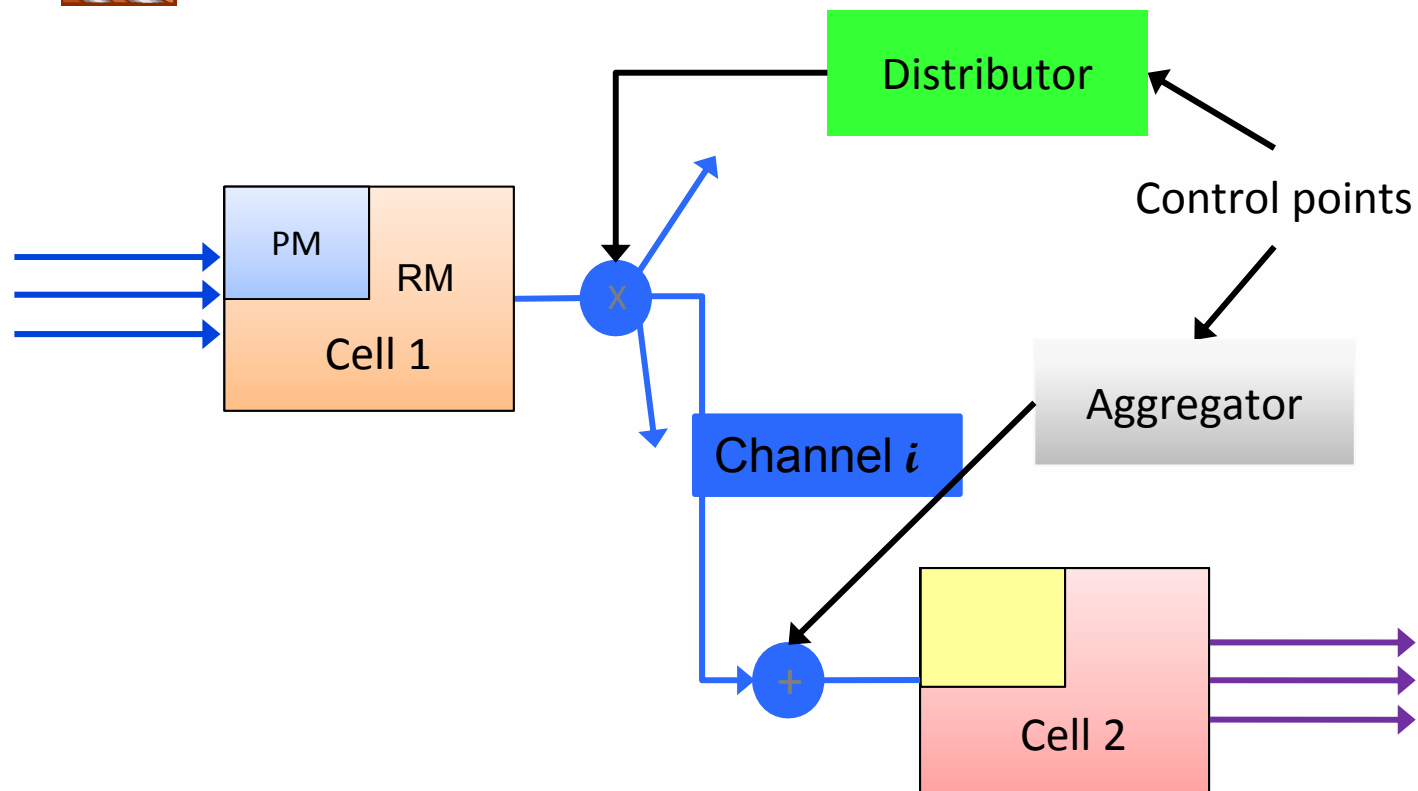 Distributor
Control points
PM
RM
X
Cell 1
Aggregator
Channel i
+
Cell 2